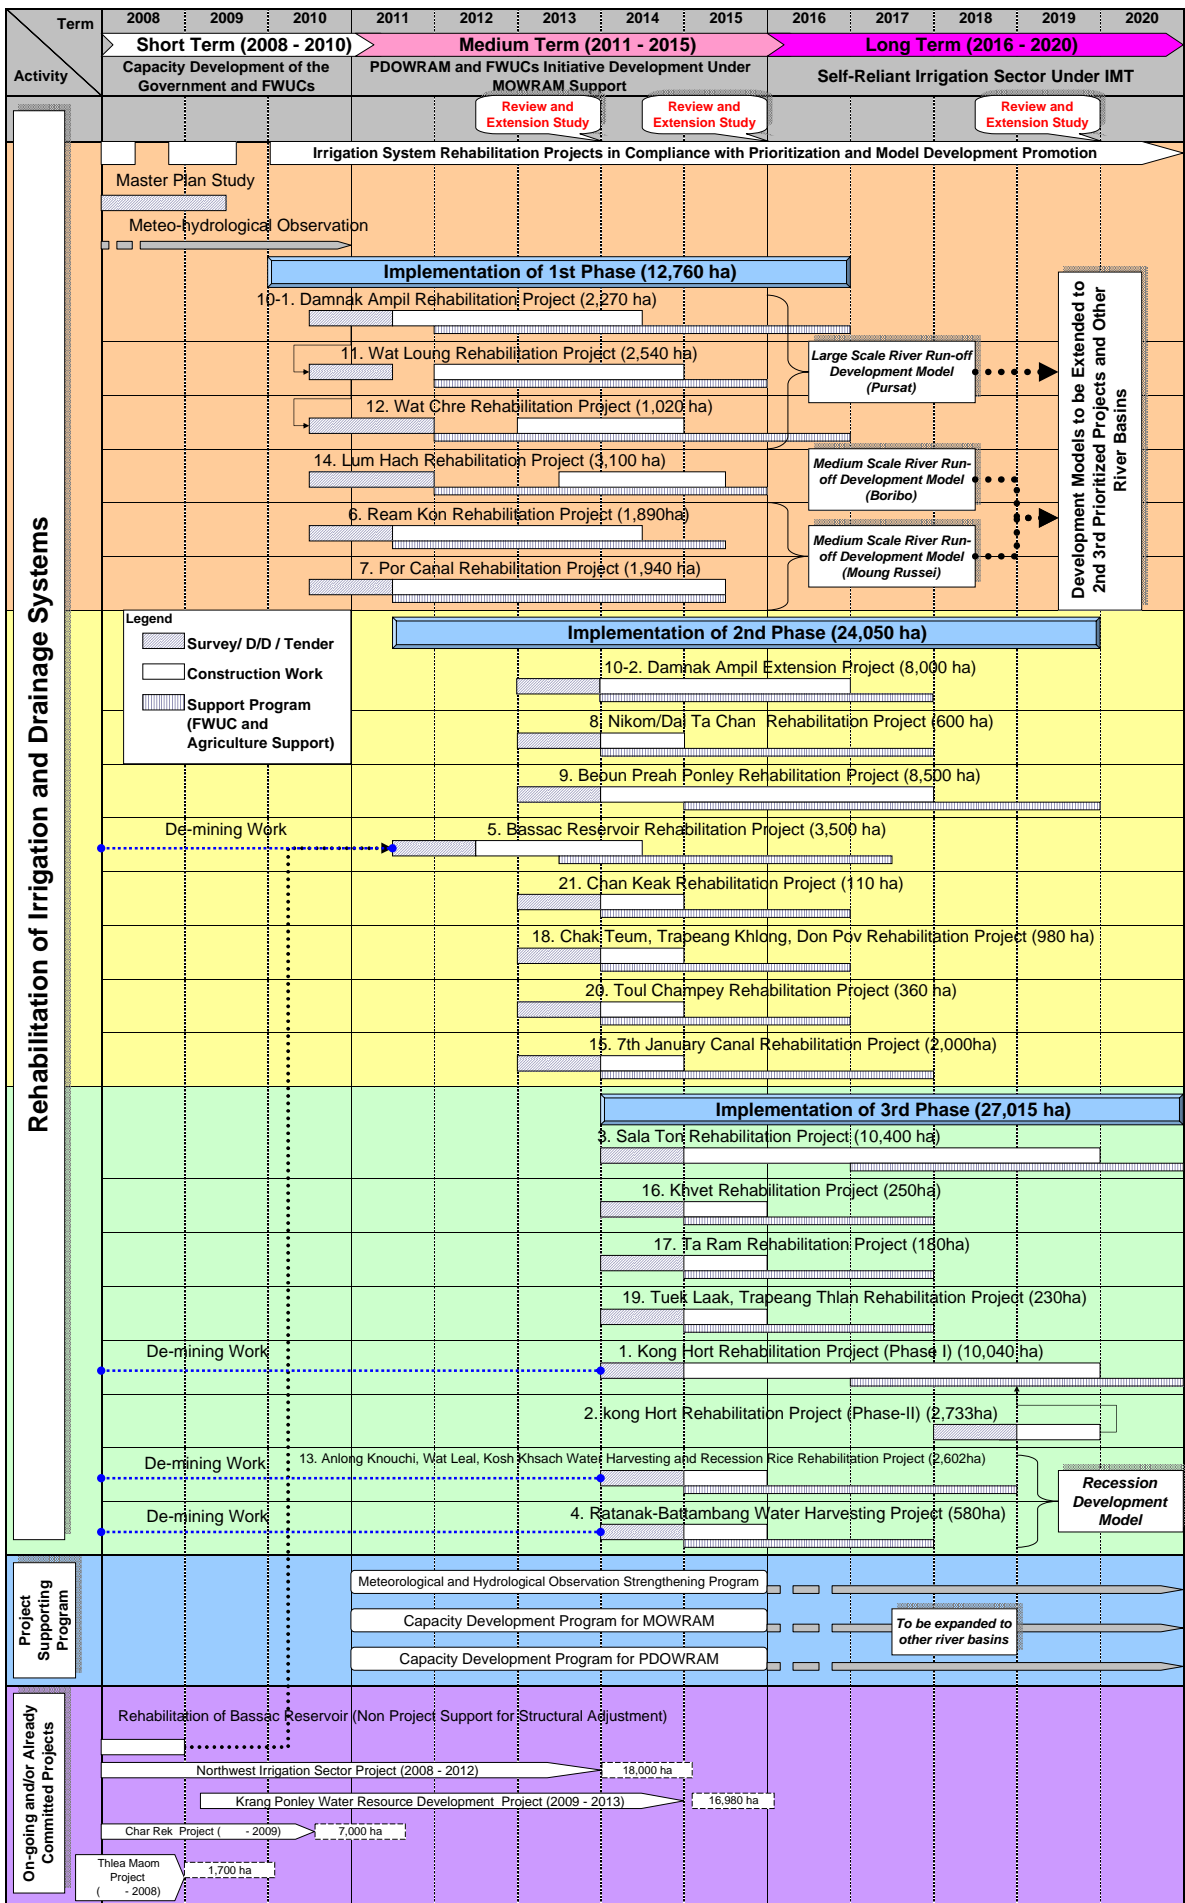 Term
Activity
2008 2009 2010 2011 2012 2013 2014 2015 2016 2017 2018 2019 2020
Short Term (2008 - 2010)
Medium Term (2011 - 2015)
Long Term (2016 - 2020)
Capacity Development of the
Government and FWUCs
PDOWRAM and FWUCs Initiative Development Under
MOWRAM Support
Self-Reliant Irrigation Sector Under IMT
Review and
Extension Study
Review and
Extension Study
Review and
Extension Study
Rehabilitation of Irrigation and Drainage Systems
Irrigation System Rehabilitation Projects in Compliance with Prioritization and Model Development Promotion
Master Plan Study
Meteo-hydrological Observation
Implementation of 1st Phase (12,760 ha)
10-1. Damnak Ampil Rehabilitation Project (2,270 ha)
11. Wat Loung Rehabilitation Project (2,540 ha)
12. Wat Chre Rehabilitation Project (1,020 ha)
14. Lum Hach Rehabilitation Project (3,100 ha)
6. Ream Kon Rehabilitation Project (1,890ha)
7. Por Canal Rehabilitation Project (1,940 ha)
Large Scale River Run-off
Development Model
(Pursat)
Medium Scale River Run-
off Development Model
(Boribo)
Medium Scale River Run-
off Development Model
(Moung Russei)
Development Models to be Extended to
2nd 3rd Prioritized Projects and Other
River Basins
Legend
Survey/ D/D / Tender
Construction Work
Support Program
(FWUC and
Agriculture Support)
Implementation of 2nd Phase (24,050 ha)
10-2. Damnak Ampil Extension Project (8,000 ha)
8. Nikom/Dai Ta Chan Rehabilitation Project (600 ha)
9. Beoun Preah Ponley Rehabilitation Project (8,500 ha)
De-mining Work
5. Bassac Reservoir Rehabilitation Project (3,500 ha)
21. Chan Keak Rehabilitation Project (110 ha)
18. Chak Teum, Trapeang Khlong, Don Pov Rehabilitation Project (980 ha)
20. Toul Champey Rehabilitation Project (360 ha)
15. 7th January Canal Rehabilitation Project (2,000ha)
Implementation of 3rd Phase (27,015 ha)
3. Sala Ton Rehabilitation Project (10,400 ha)
16. Khvet Rehabilitation Project (250ha)
17. Ta Ram Rehabilitation Project (180ha)
19. Tuek Laak, Trapeang Thlan Rehabilitation Project (230ha)
De-mining Work
1. Kong Hort Rehabilitation Project (Phase I) (10,040 ha)
2. kong Hort Rehabilitation Project (Phase-II) (2,733ha)
De-mining Work
13. Anlong Knouchi, Wat Leal, Kosh Khsach Water Harvesting and Recession Rice Rehabilitation Project (2,602ha)
De-mining Work
4. Ratanak-Battambang Water Harvesting Project (580ha)
Recession
Development
Model
Project
Supporting
Program
Meteorological and Hydrological Observation Strengthening Program
Capacity Development Program for MOWRAM
Capacity Development Program for PDOWRAM
To be expanded to
other river basins
On-going and/or Already
Committed Projects
Rehabilitation of Bassac Reservoir (Non Project Support for Structural Adjustment)
Northwest Irrigation Sector Project (2008 - 2012)
18,000 ha
Krang Ponley Water Resource Development Project (2009 - 2013)
16,980 ha
Char Rek Project ( - 2009)
7,000 ha
Thlea Maom
Project
( - 2008)
1,700 ha